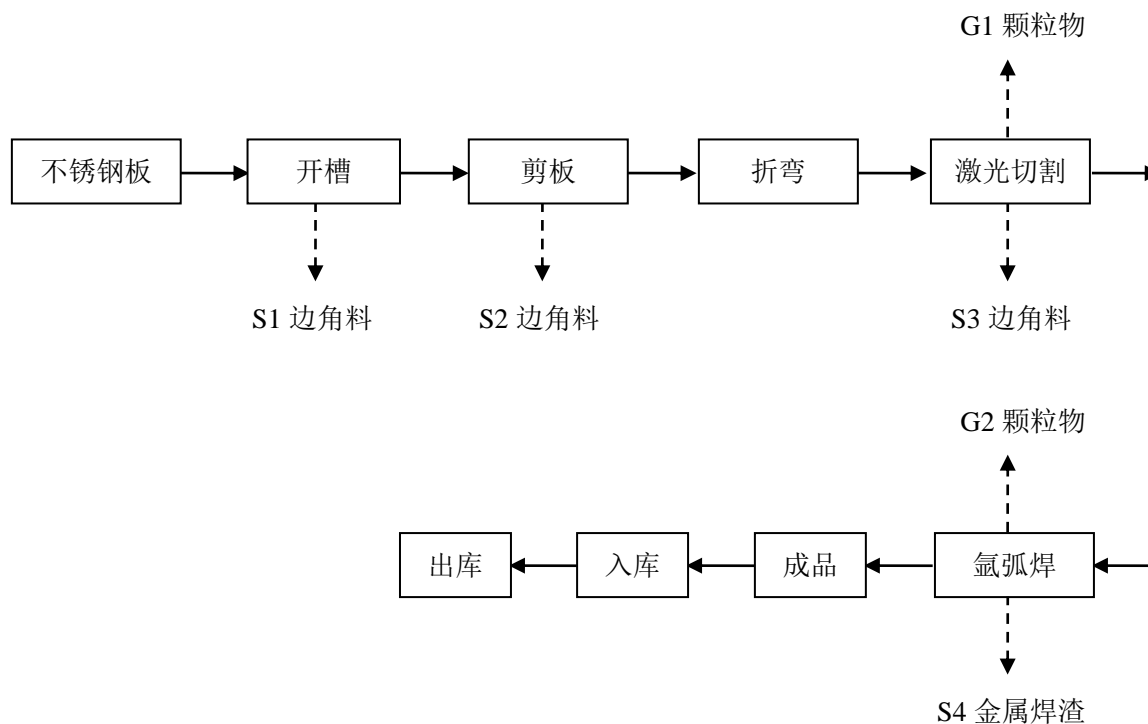 G1 颗粒物
不锈钢板
开槽
剪板
折弯
激光切割
S1 边角料
S2 边角料
S3 边角料
G2 颗粒物
出库
入库
成品
氩弧焊
S4 金属焊渣